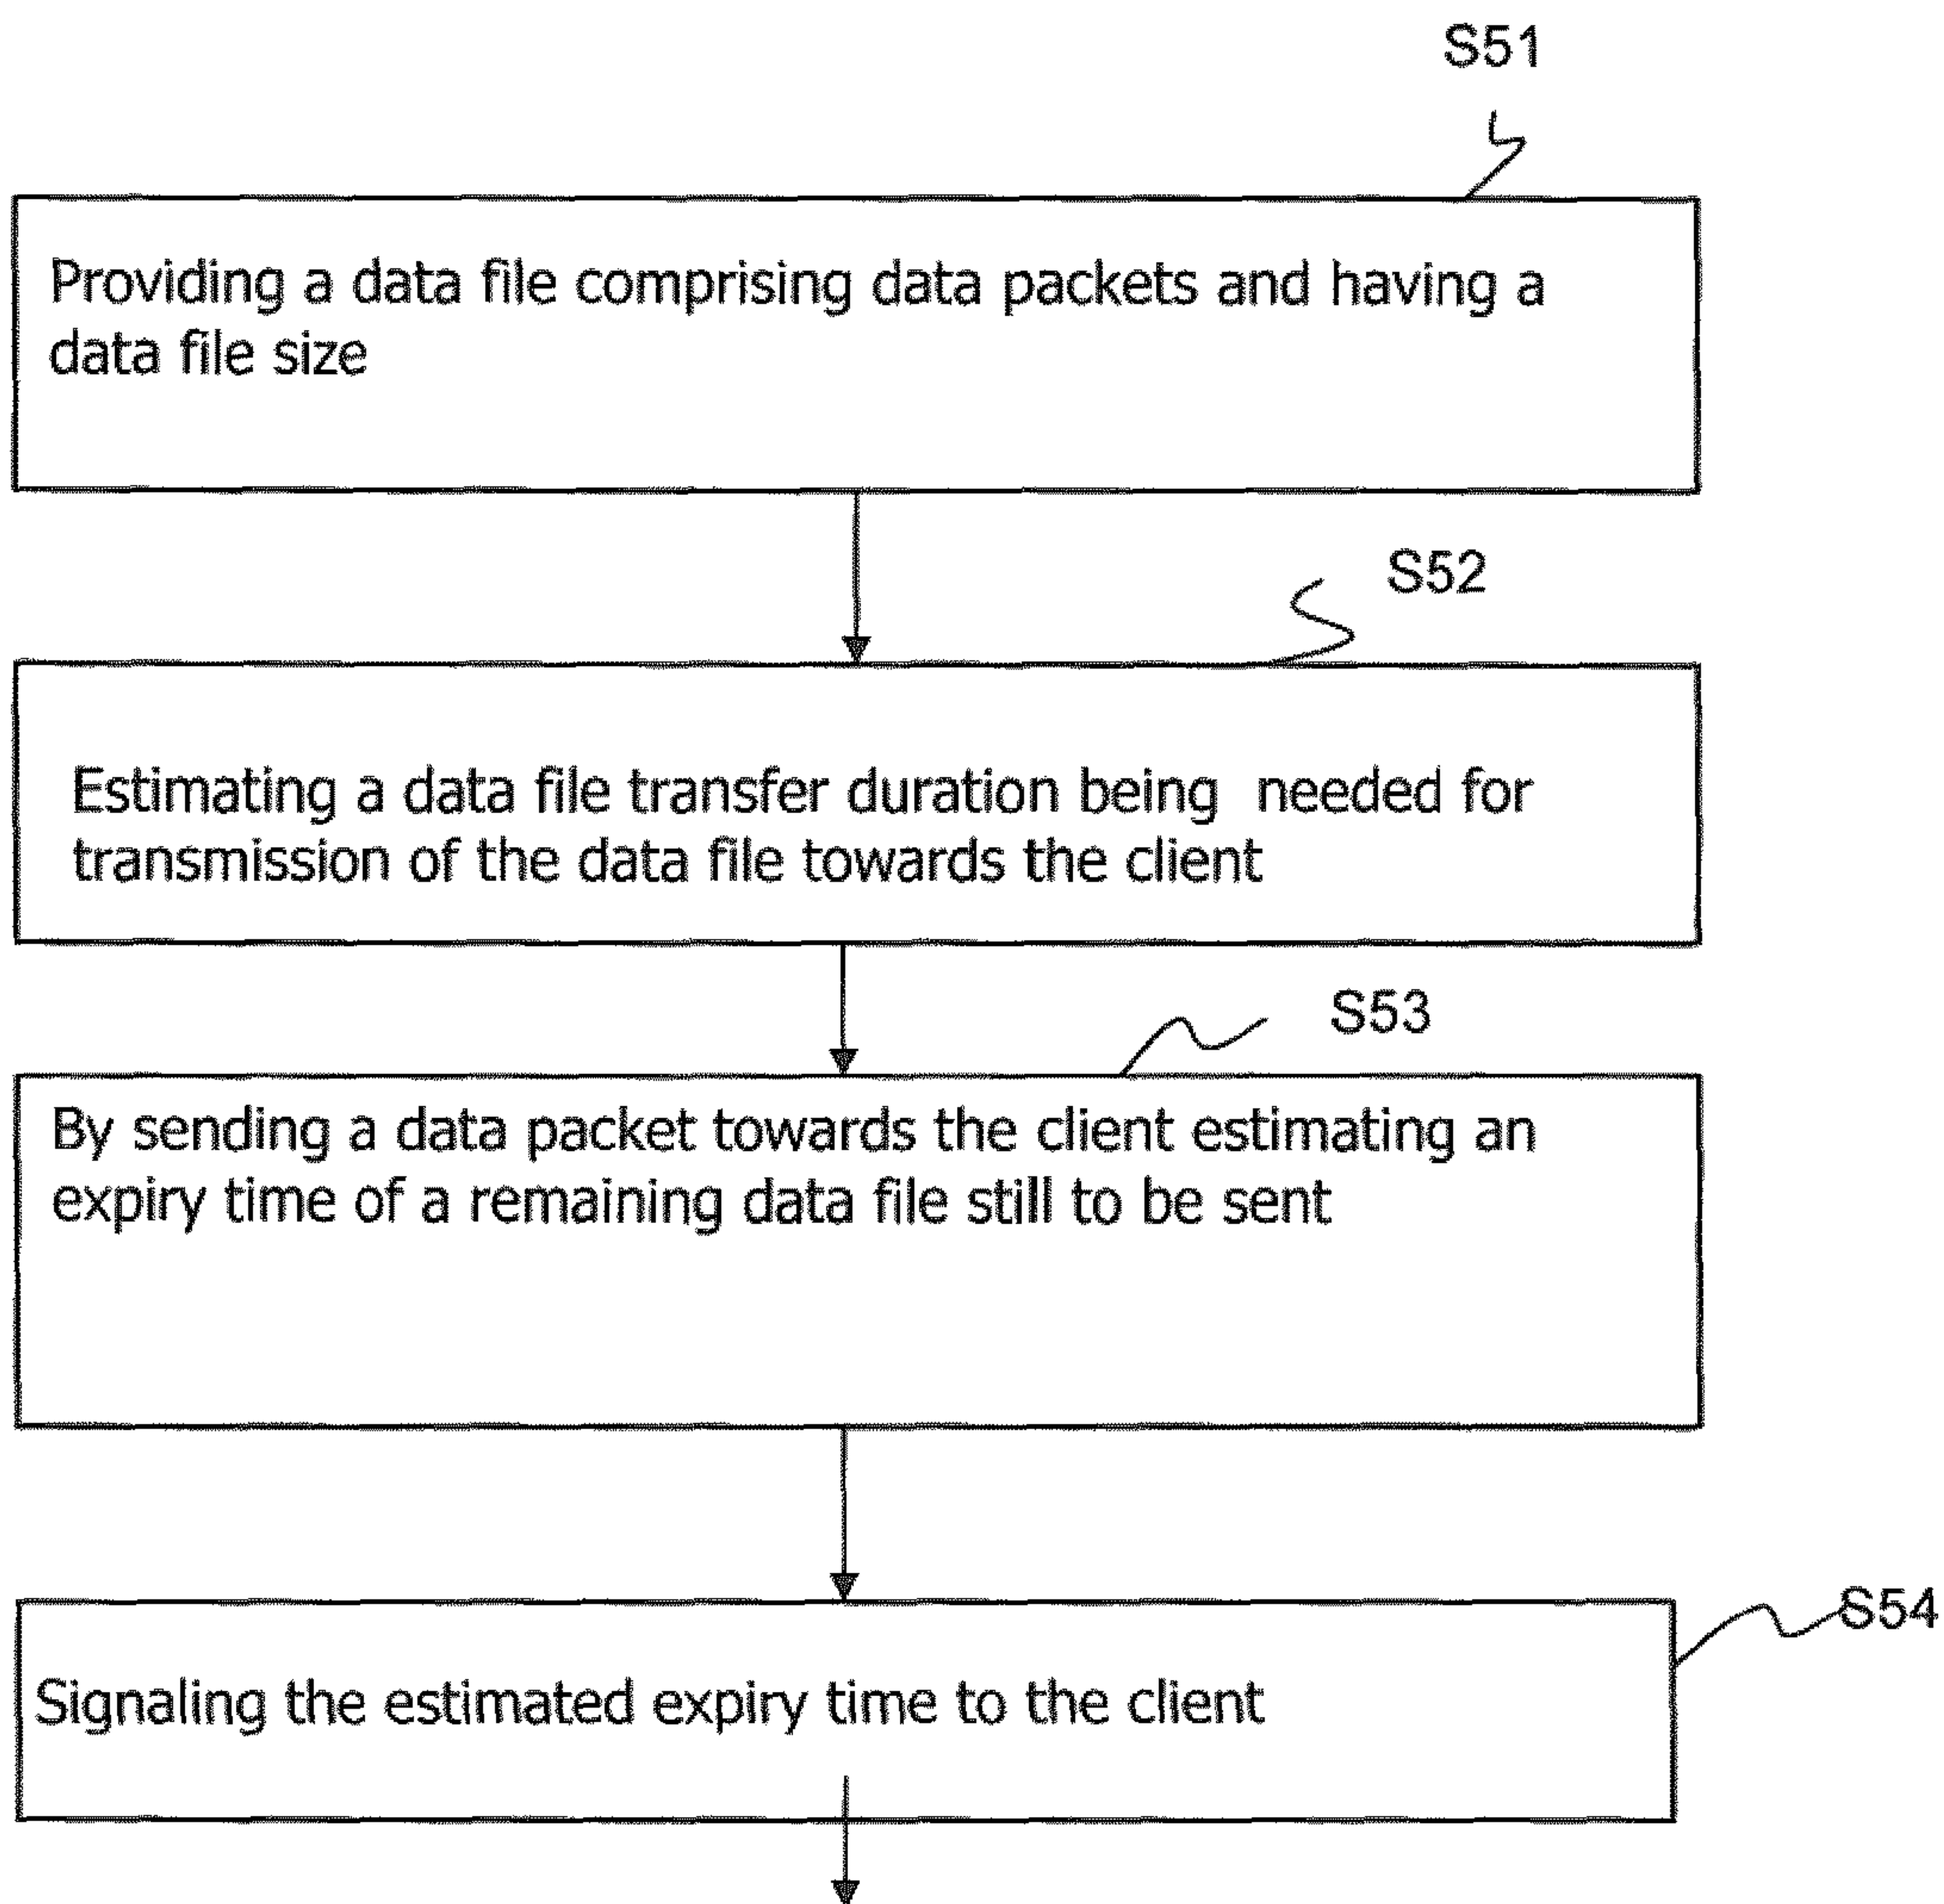 S51
Providing a data file comprising data packets and having a
data file size
S52
Estimating a data file transfer duration being needed for
transmission of the data file towards the client
S53
By sending a data packet towards the client estimating an
expiry time of a remaining data file still to be sent
S54
Signaling the estimated expiry time to the client